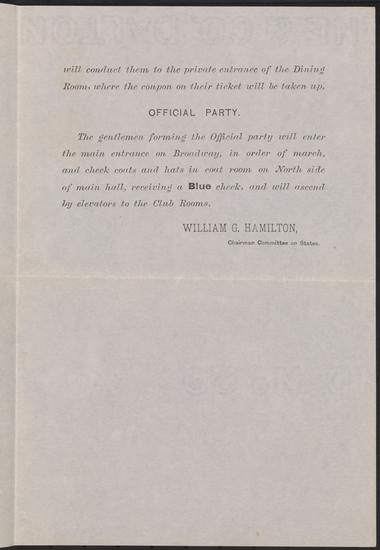 will conduct them to the private entrance of the Dining
Room, where the coupon on their ticket will be taken up.
OFFICIAL PARTY.
The gentlemen forming the Official party will enter
the main entrance on Broadway, in order of march,
and check coats and hats in coat room on North side
of main hall, receiving a Blue check, and will ascend
by elevators to the Club Rooms.
WILLIAM G. HAMILTON,
Chairman Committee on States.